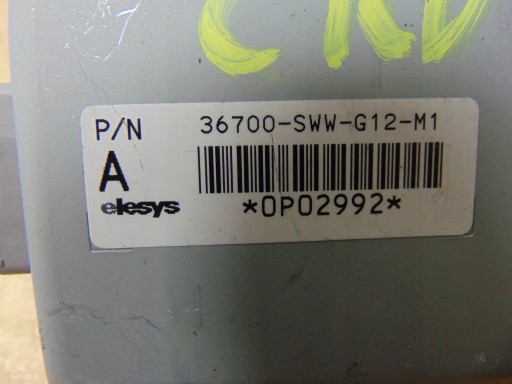 CRV
P/N 36700-SWW-G12-M1
A
elesys *0P02992*